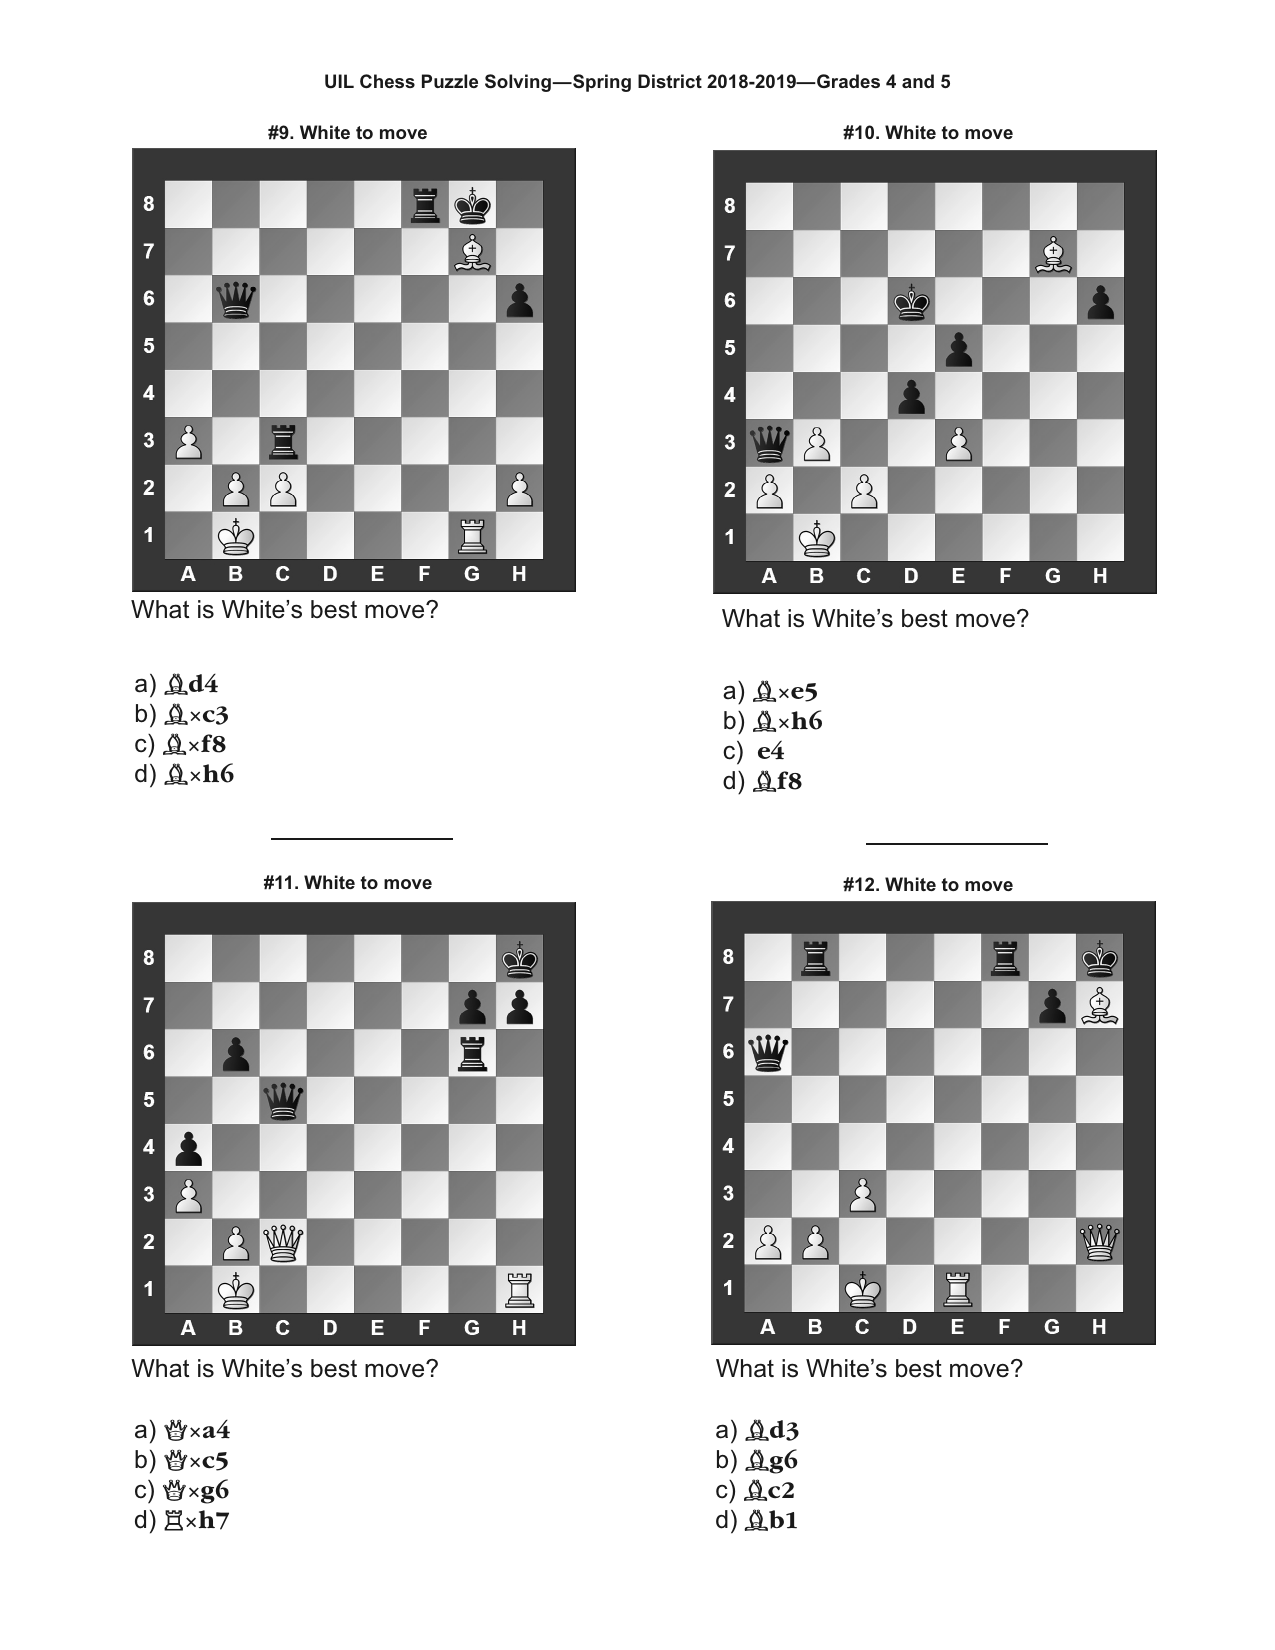 UIL Chess Puzzle Solving—Spring District 2018-2019—Grades 4 and 5
#9. White to move
8
7
6
5
4
3
2
1
A B C D E F G H
What is White's best move?
a) ♗d4
b) ♗×c3
c) ♗×f8
d) ♗×h6
#10. White to move
8
7
6
5
4
3
2
1
A B C D E F G H
What is White's best move?
a) ♗×e5
b) ♗×h6
c) e4
d) ♗f8
#11. White to move
8
7
6
5
4
3
2
1
A B C D E F G H
What is White's best move?
a) ♕×a4
b) ♕×c5
c) ♕×g6
d) ♖×h7
#12. White to move
8
7
6
5
4
3
2
1
A B C D E F G H
What is White's best move?
a) ♗d3
b) ♗g6
c) ♗c2
d) ♗b1